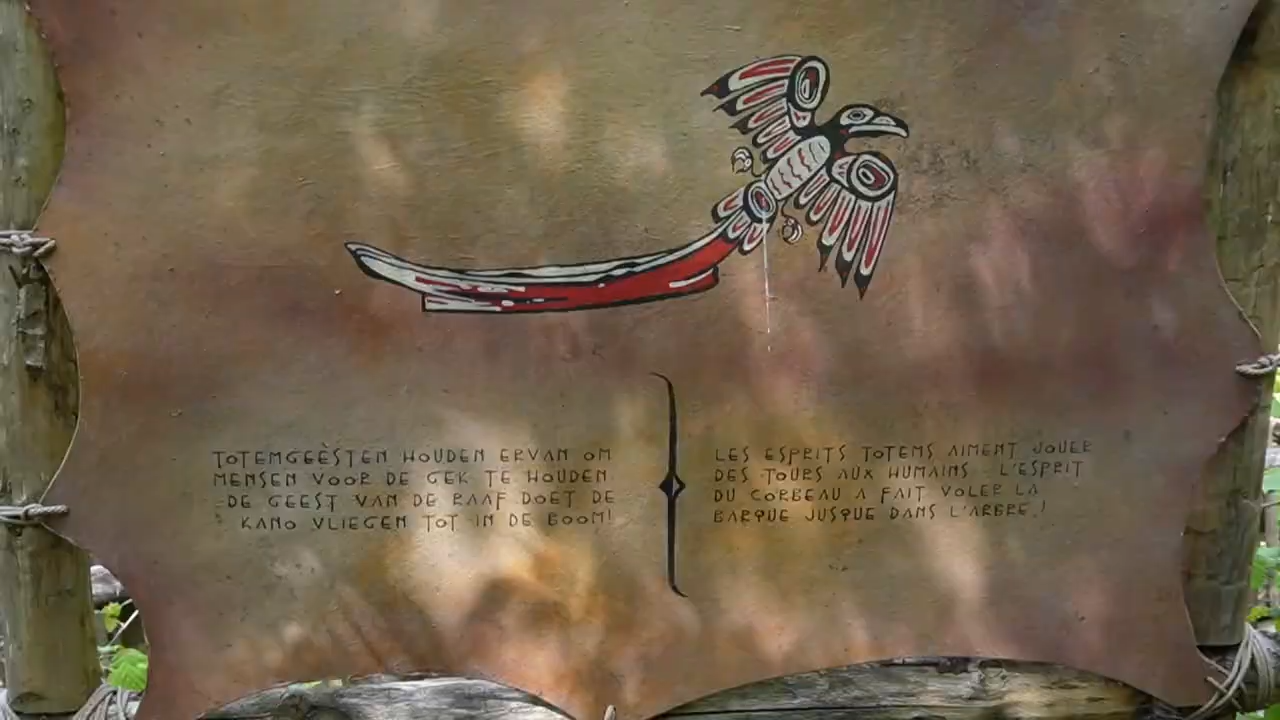 TOTEMGEÈSTEN HOUDEN ERVAN OM
MENSEN VOOR DE GEK TE HOUDEN
DE GEEST VAN DE RAAF DOET DE
KANO VLIEGEN TOT IN DE BOOM!
LES ESPRITS TOTEMS AIMENT JOUER
DES TOURS AUX HUMAINS L'ESPRIT
DU CORBEAU A FAIT VOLER LA
BARQUE JUSQUE DANS L'ARBRE!